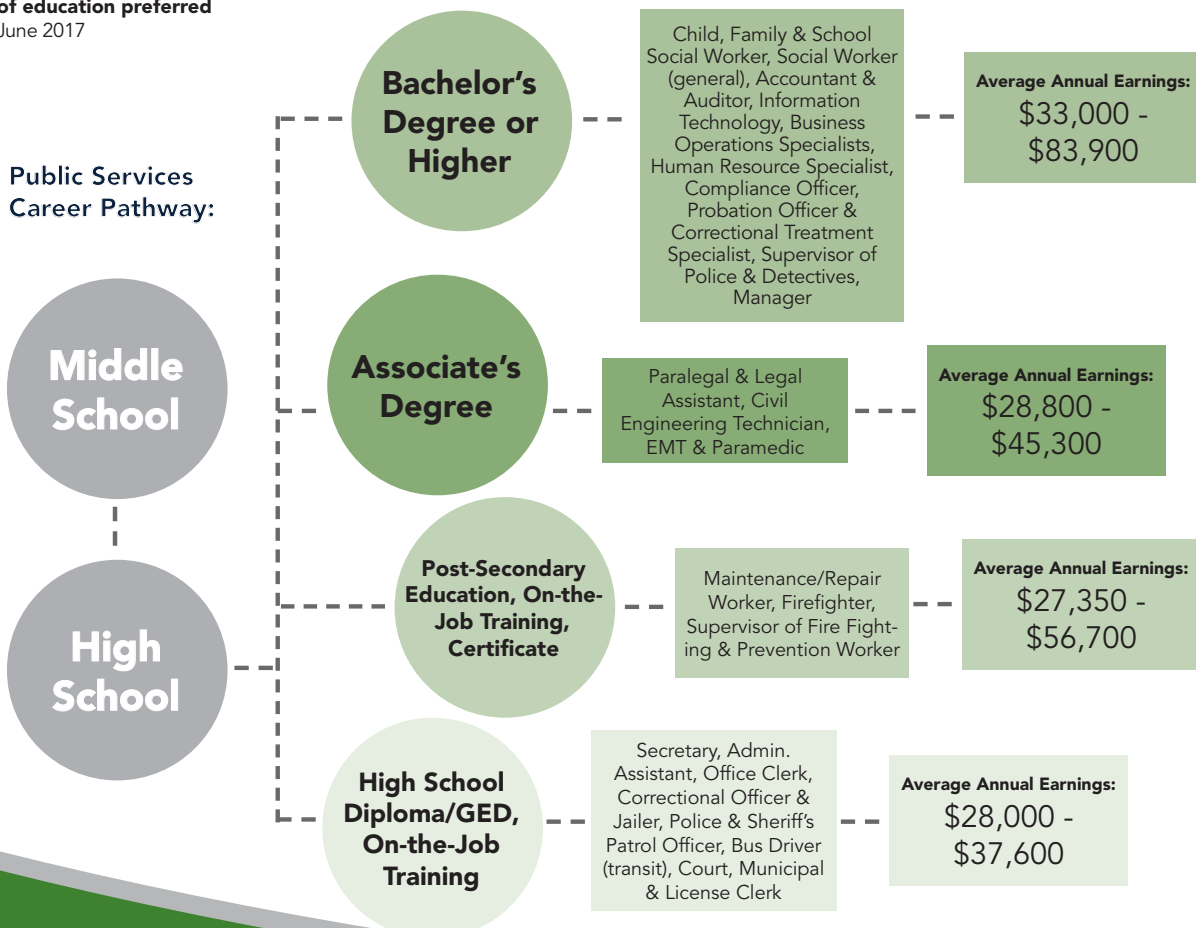 of education preferred
June 2017
Public Services
Career Pathway:
Middle
School
High
School
Bachelor's
Degree or
Higher
Child, Family & School
Social Worker, Social Worker
(general), Accountant &
Auditor, Information
Technology, Business
Operations Specialists,
Human Resource Specialist,
Compliance Officer,
Probation Officer &
Correctional Treatment
Specialist, Supervisor of
Police & Detectives,
Manager
Average Annual Earnings:
$33,000 -
$83,900
Associate's
Degree
Paralegal & Legal
Assistant, Civil
Engineering Technician,
EMT & Paramedic
Average Annual Earnings:
$28,800 -
$45,300
Post-Secondary
Education, On-the-
Job Training,
Certificate
Maintenance/Repair
Worker, Firefighter,
Supervisor of Fire Fight-
ing & Prevention Worker
Average Annual Earnings:
$27,350 -
$56,700
High School
Diploma/GED,
On-the-Job
Training
Secretary, Admin.
Assistant, Office Clerk,
Correctional Officer &
Jailer, Police & Sheriff's
Patrol Officer, Bus Driver
(transit), Court, Municipal
& License Clerk
Average Annual Earnings:
$28,000 -
$37,600